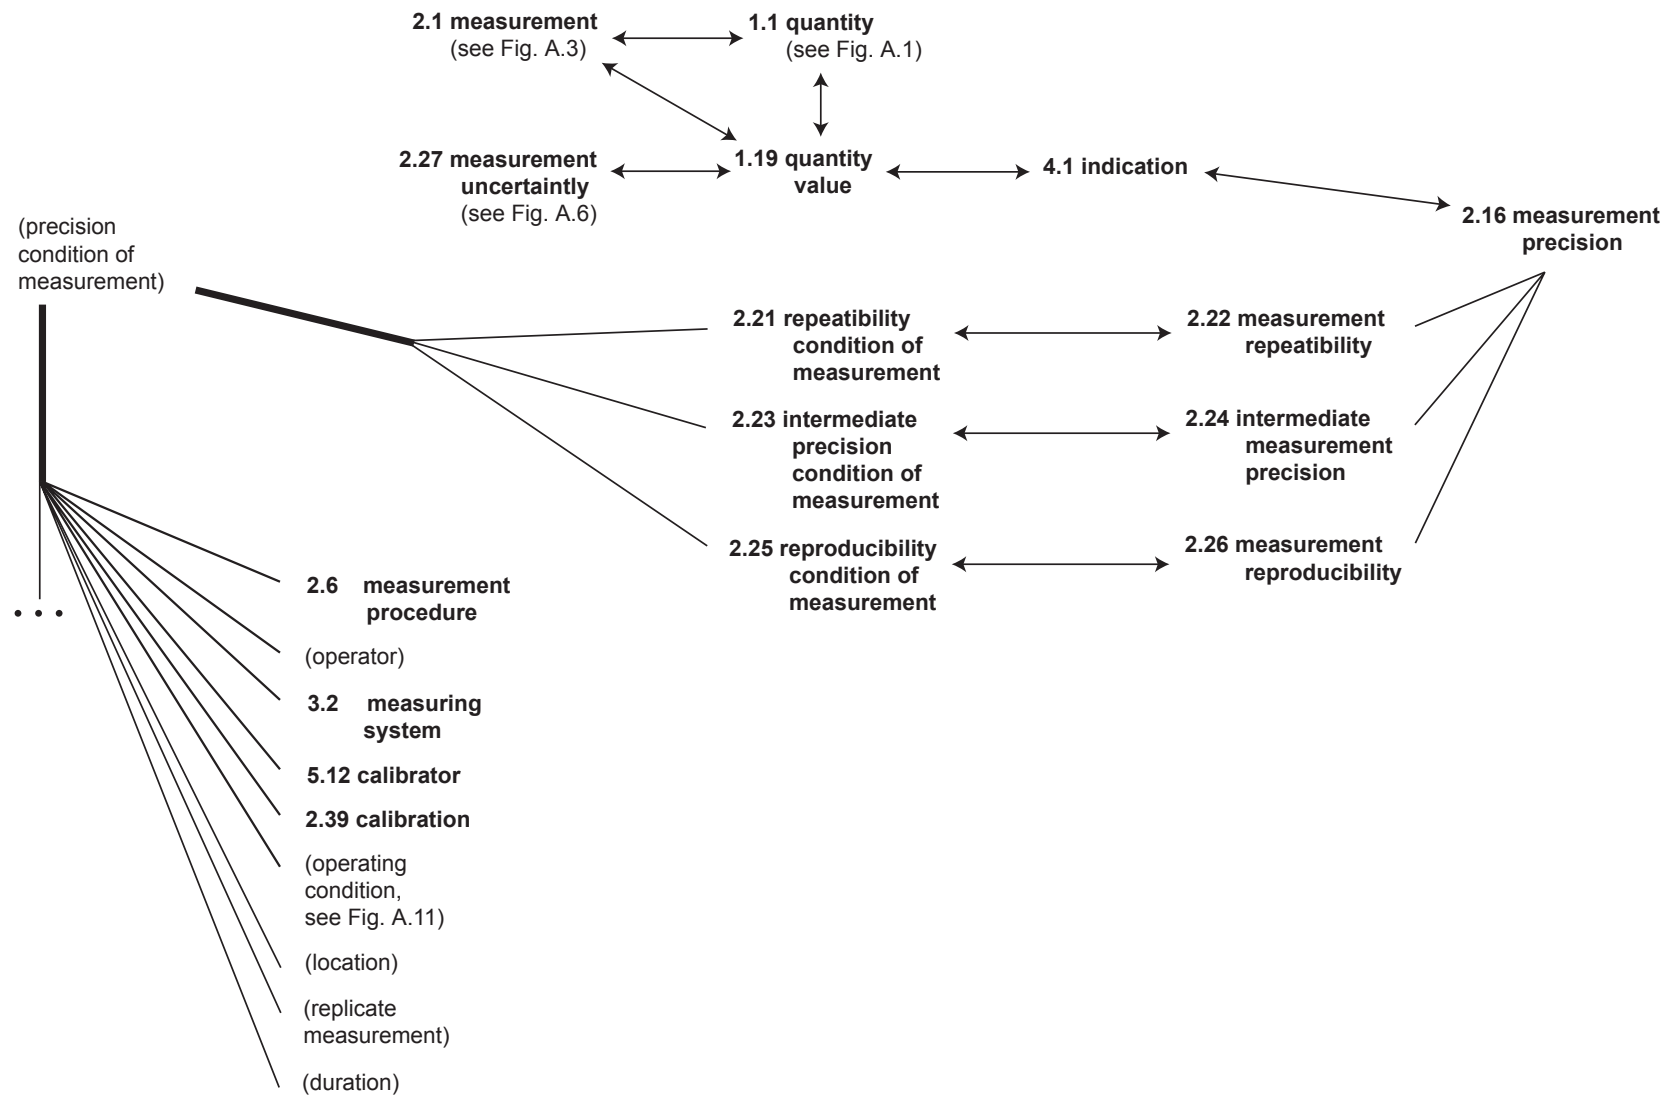 2.1 measurement
(see Fig. A.3)
1.1 quantity
(see Fig. A.1)
2.27 measurement
uncertaintly
(see Fig. A.6)
1.19 quantity
value
4.1 indication
2.16 measurement
precision
(precision
condition of
measurement)
2.21 repeatibility
condition of
measurement
2.22 measurement
repeatibility
2.23 intermediate
precision
condition of
measurement
2.24 intermediate
measurement
precision
2.25 reproducibility
condition of
measurement
2.26 measurement
reproducibility
. . .
2.6 measurement
procedure
(operator)
3.2 measuring
system
5.12 calibrator
2.39 calibration
(operating
condition,
see Fig. A.11)
(location)
(replicate
measurement)
(duration)